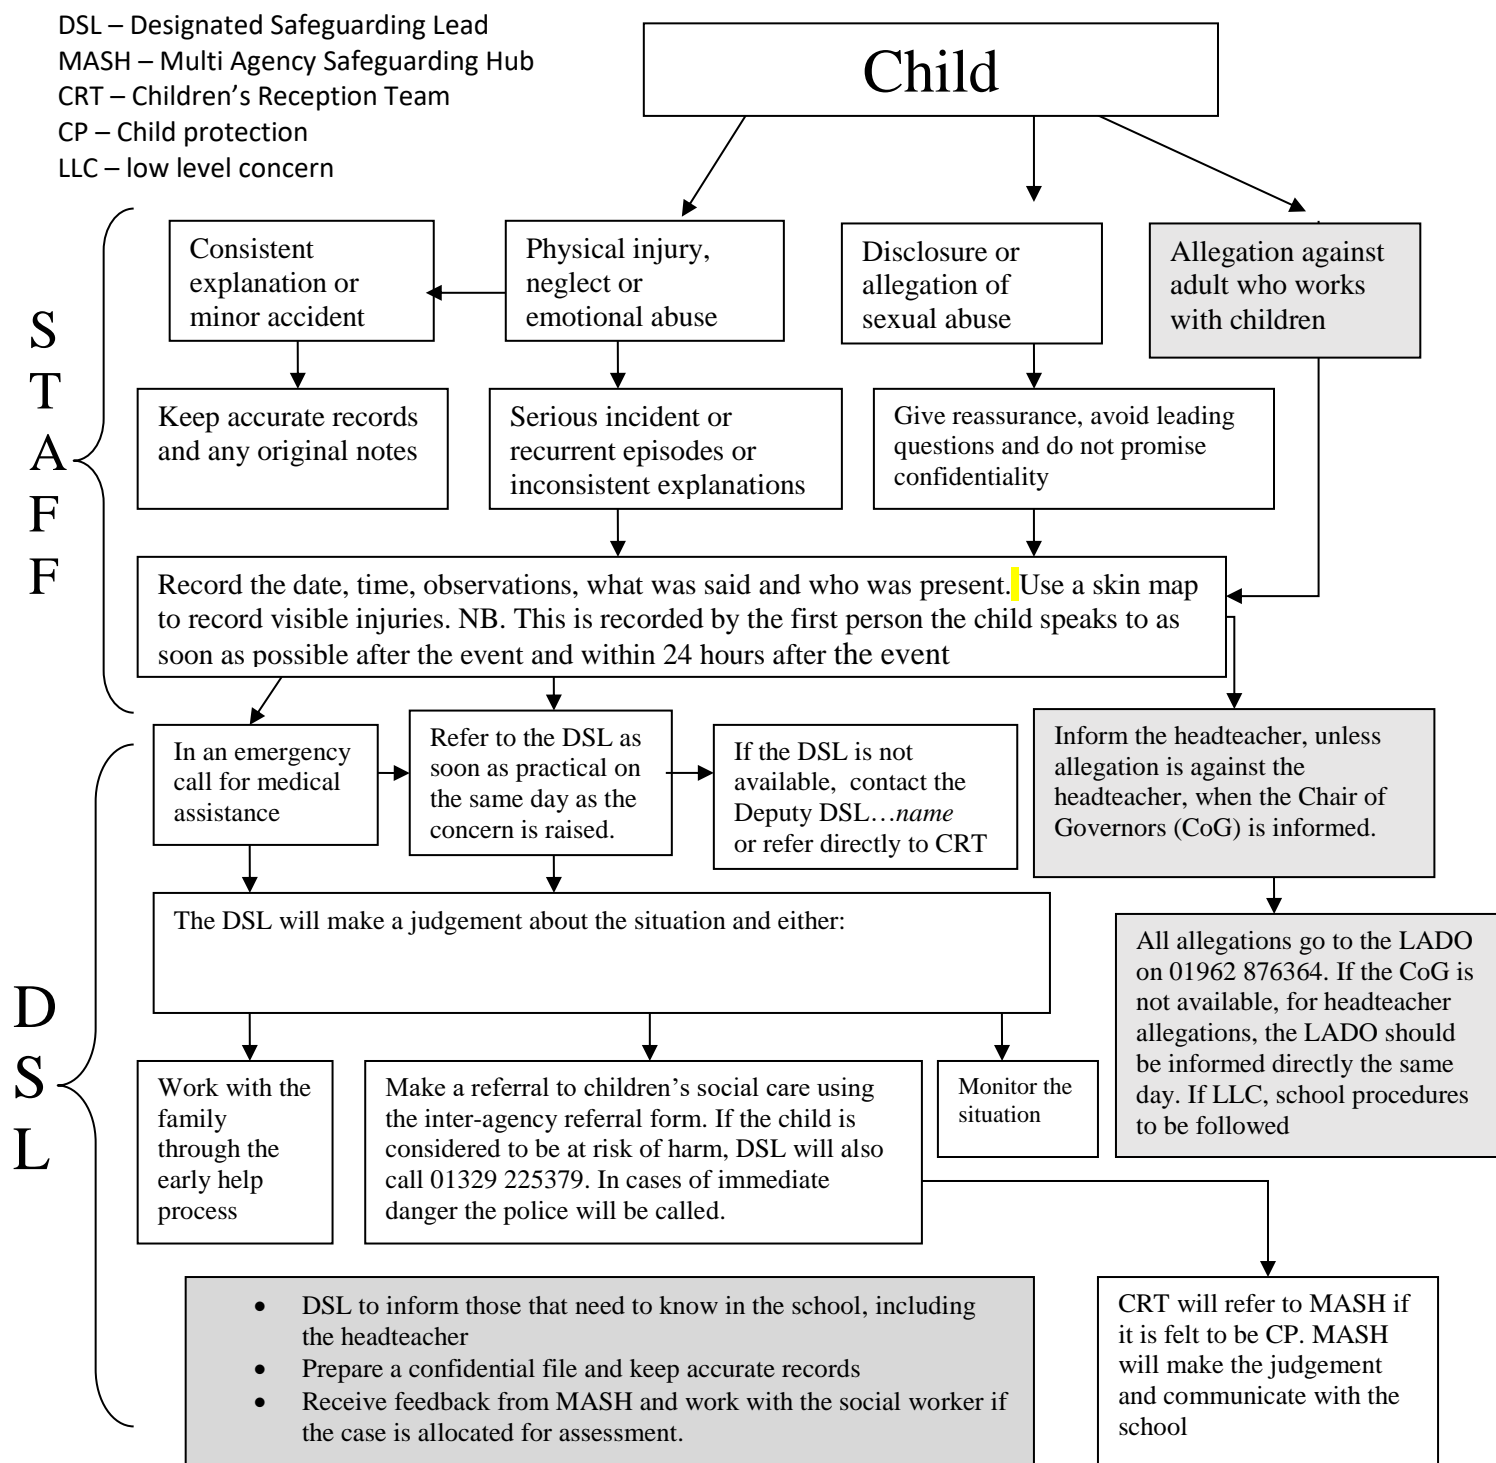 DSL – Designated Safeguarding Lead
MASH – Multi Agency Safeguarding Hub
CRT – Children's Reception Team
CP – Child protection
LLC – low level concern
Child
S
T
A
F
F
Consistent
explanation or
minor accident
Physical injury,
neglect or
emotional abuse
Disclosure or
allegation of
sexual abuse
Allegation against
adult who works
with children
Keep accurate records
and any original notes
Serious incident or
recurrent episodes or
inconsistent explanations
Give reassurance, avoid leading
questions and do not promise
confidentiality
Record the date, time, observations, what was said and who was present. Use a skin map
to record visible injuries. NB. This is recorded by the first person the child speaks to as
soon as possible after the event and within 24 hours after the event
D
S
L
In an emergency
call for medical
assistance
Refer to the DSL as
soon as practical on
the same day as the
concern is raised.
If the DSL is not
available, contact the
Deputy DSL…name
or refer directly to CRT
Inform the headteacher, unless
allegation is against the
headteacher, when the Chair of
Governors (CoG) is informed.
The DSL will make a judgement about the situation and either:
All allegations go to the LADO
on 01962 876364. If the CoG is
not available, for headteacher
allegations, the LADO should
be informed directly the same
day. If LLC, school procedures
to be followed
Work with the
family
through the
early help
process
Make a referral to children's social care using
the inter-agency referral form. If the child is
considered to be at risk of harm, DSL will also
call 01329 225379. In cases of immediate
danger the police will be called.
Monitor the
situation
• DSL to inform those that need to know in the school, including
the headteacher
• Prepare a confidential file and keep accurate records
• Receive feedback from MASH and work with the social worker if
the case is allocated for assessment.
CRT will refer to MASH if
it is felt to be CP. MASH
will make the judgement
and communicate with the
school